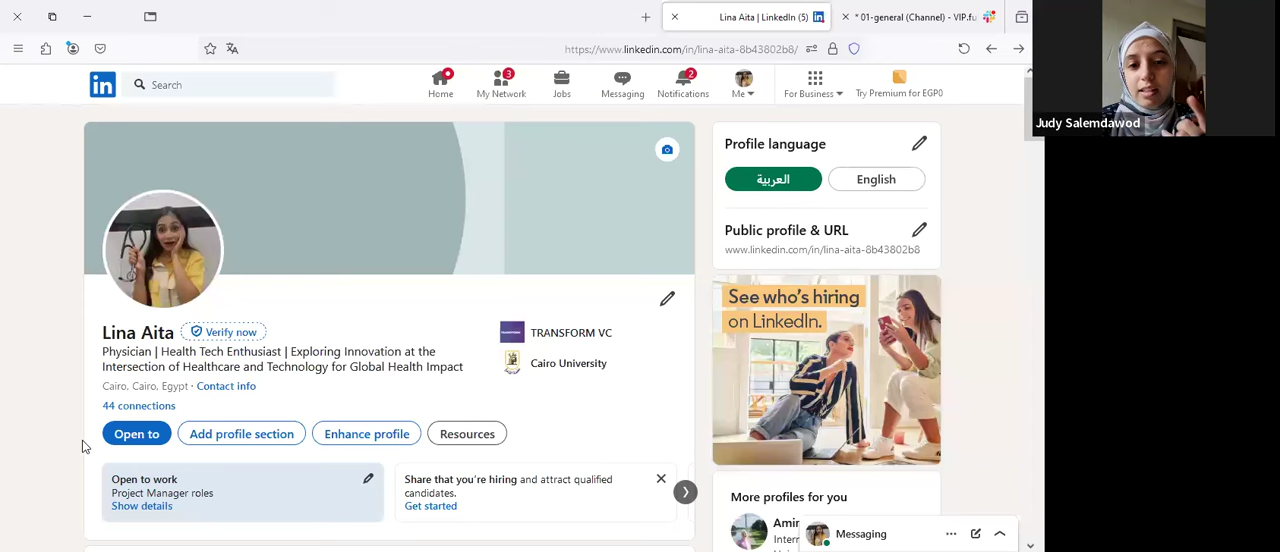 Lina Aita | LinkedIn (5)
* 01-general (Channel) - VIP.fu
https://www.linkedin.com/in/lina-aita-8b43802b8/
in
Search
Home
3
My Network
Jobs
Messaging
2
Notifications
Me
For Business
Try Premium for EGP0
Judy Salemdawod
Profile language
العربية
English
Public profile & URL
www.linkedin.com/in/lina-aita-8b43802b8
See who's hiring
on LinkedIn.
Lina Aita
Verify now
TRANSFORM VC
Physician | Health Tech Enthusiast | Exploring Innovation at the
Intersection of Healthcare and Technology for Global Health Impact
Cairo University
Cairo, Cairo, Egypt · Contact info
44 connections
Open to
Add profile section
Enhance profile
Resources
Open to work
Project Manager roles
Show details
Share that you're hiring and attract qualified
candidates.
Get started
More profiles for you
Amir
Intern
Messaging